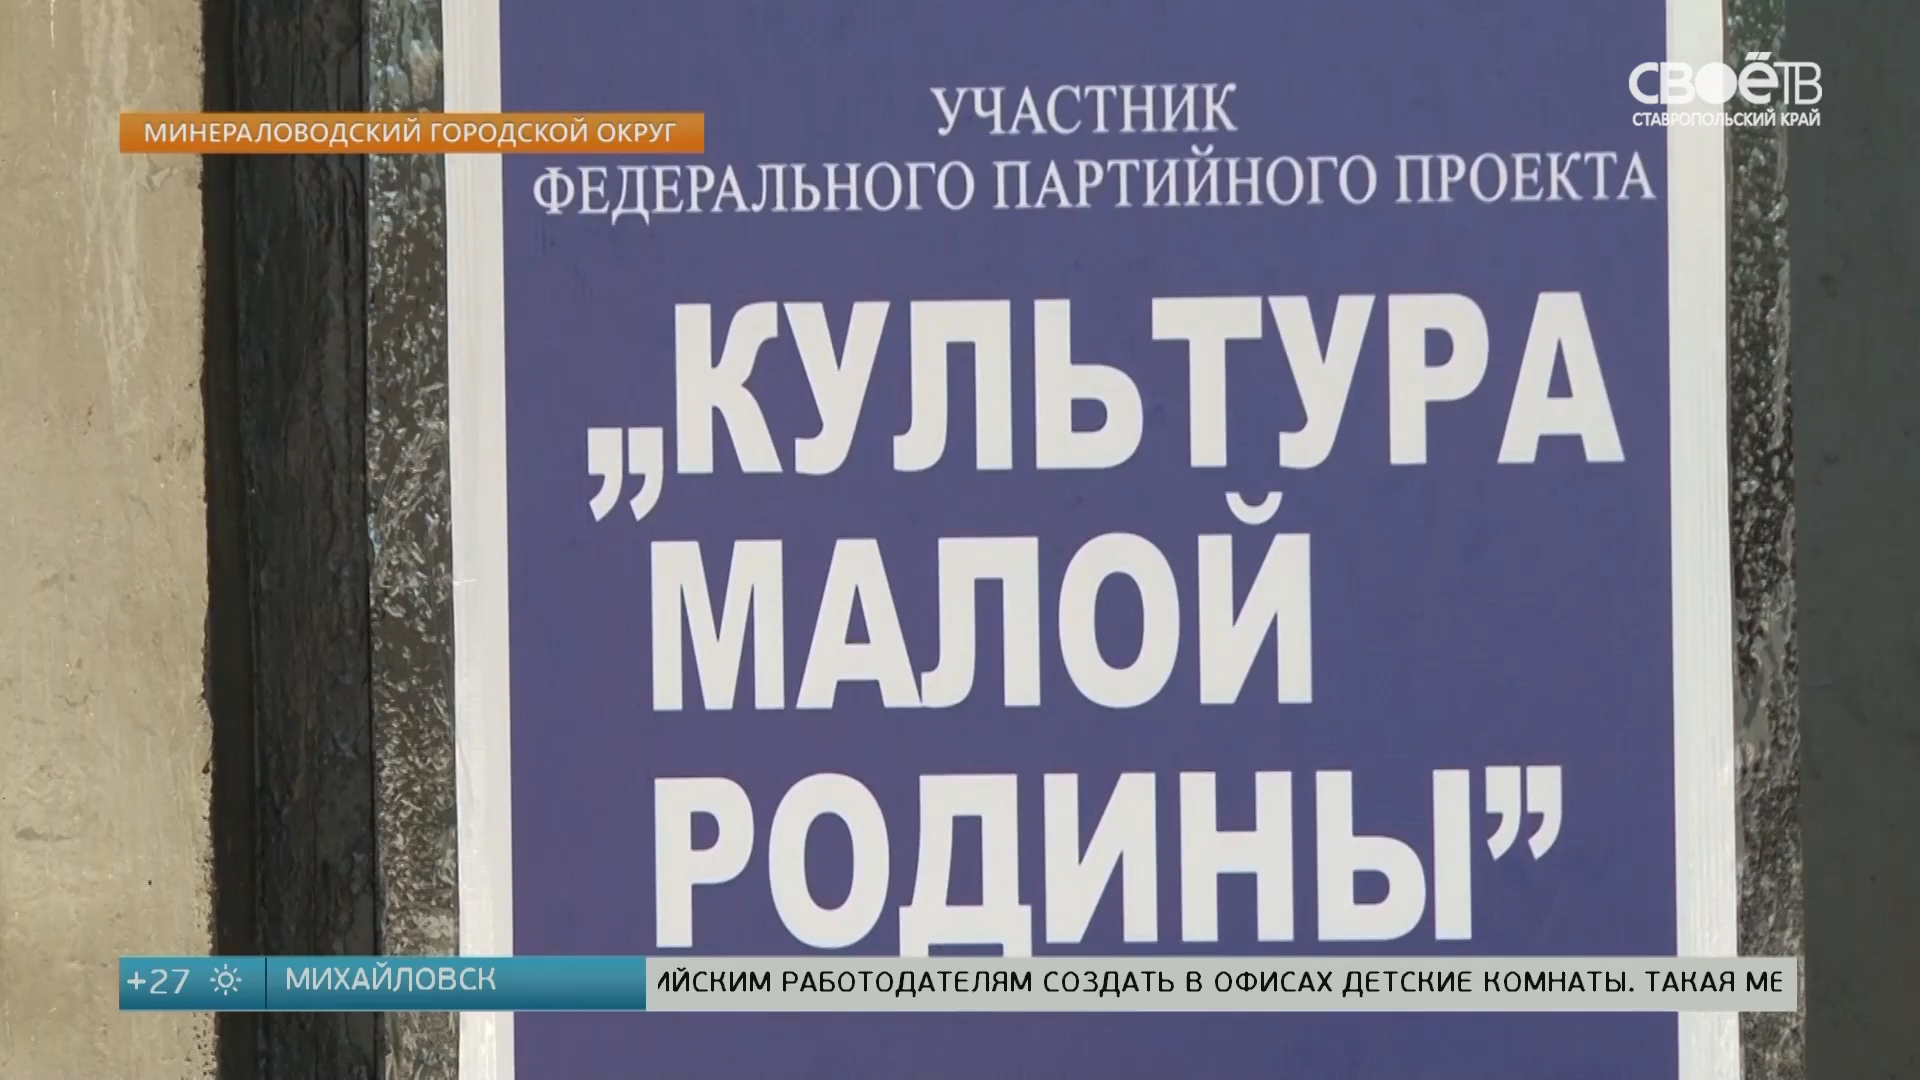 СВОЁТВ
СТАВРОПОЛЬСКИЙ КРАЙ
МИНЕРАЛОВОДСКИЙ ГОРОДСКОЙ ОКРУГ
УЧАСТНИК
ФЕДЕРАЛЬНОГО ПАРТИЙНОГО ПРОЕКТА
„КУЛЬТУРА
МАЛОЙ
РОДИНЫ”
+27 МИХАЙЛОВСК
ИЙСКИМ РАБОТОДАТЕЛЯМ СОЗДАТЬ В ОФИСАХ ДЕТСКИЕ КОМНАТЫ. ТАКАЯ МЕ